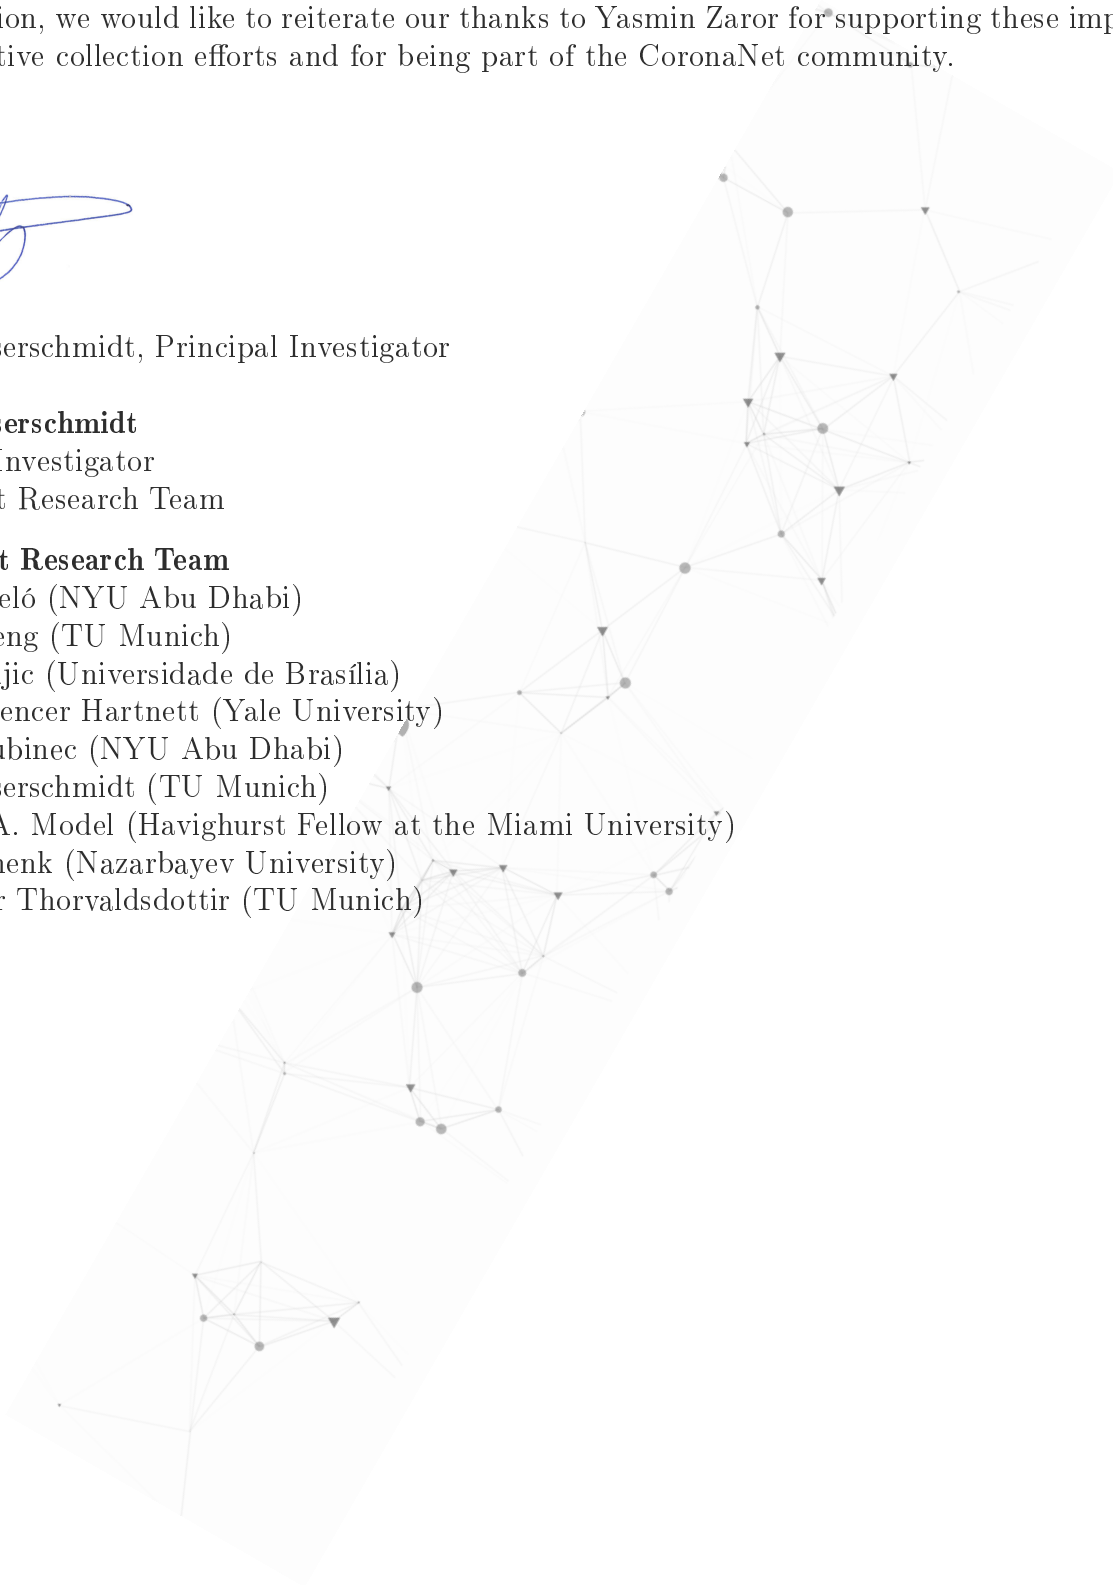 ion, we would like to reiterate our thanks to Yasmin Zaror for supporting these imp
tive collection efforts and for being part of the CoronaNet community.
serschmidt, Principal Investigator
serschmidt
Investigator
t Research Team
t Research Team
eló (NYU Abu Dhabi)
eng (TU Munich)
jic (Universidade de Brasília)
encer Hartnett (Yale University)
ubinec (NYU Abu Dhabi)
serschmidt (TU Munich)
A. Model (Havighurst Fellow at the Miami University)
henk (Nazarbayev University)
r Thorvaldsdottir (TU Munich)